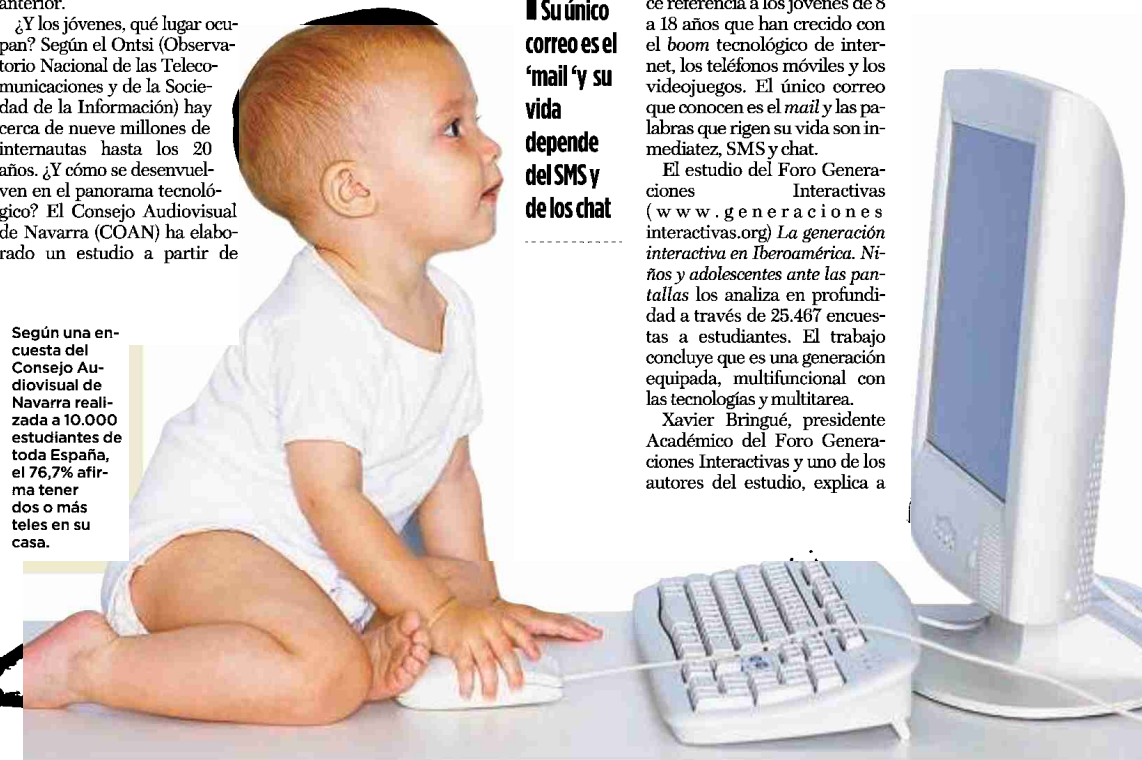 anterior.
¿Y los jóvenes, qué lugar ocu-
pan? Según el Ontsi (Observa-
torio Nacional de las Teleco-
municaciones y de la Socie-
dad de la Información) hay
cerca de nueve millones de
internautas hasta los 20
años. ¿Y cómo se desenvuel-
ven en el panorama tecnoló-
gico? El Consejo Audiovisual
de Navarra (COAN) ha elabo-
rado un estudio a partir de
Según una en-
cuesta del
Consejo Au-
diovisual de
Navarra reali-
zada a 10.000
estudiantes de
toda España,
el 76,7% afir-
ma tener
dos o más
teles en su
casa.
Su único
correo es el
‘mail ‘y su
vida
depende
del SMS y
de los chat
ce referencia a los jóvenes de 8
a 18 años que han crecido con
el boom tecnológico de inter-
net, los teléfonos móviles y los
videojuegos. El único correo
que conocen es el mail y las pa-
labras que rigen su vida son in-
mediatez, SMS y chat.
El estudio del Foro Genera-
ciones Interactivas
(www.generaciones
interactivas.org) La generación
interactiva en Iberoamérica. Ni-
ños y adolescentes ante las pan-
tallas los analiza en profundi-
dad a través de 25.467 encues-
tas a estudiantes. El trabajo
concluye que es una generación
equipada, multifuncional con
las tecnologías y multitarea.
Xavier Bringué, presidente
Académico del Foro Genera-
ciones Interactivas y uno de los
autores del estudio, explica a